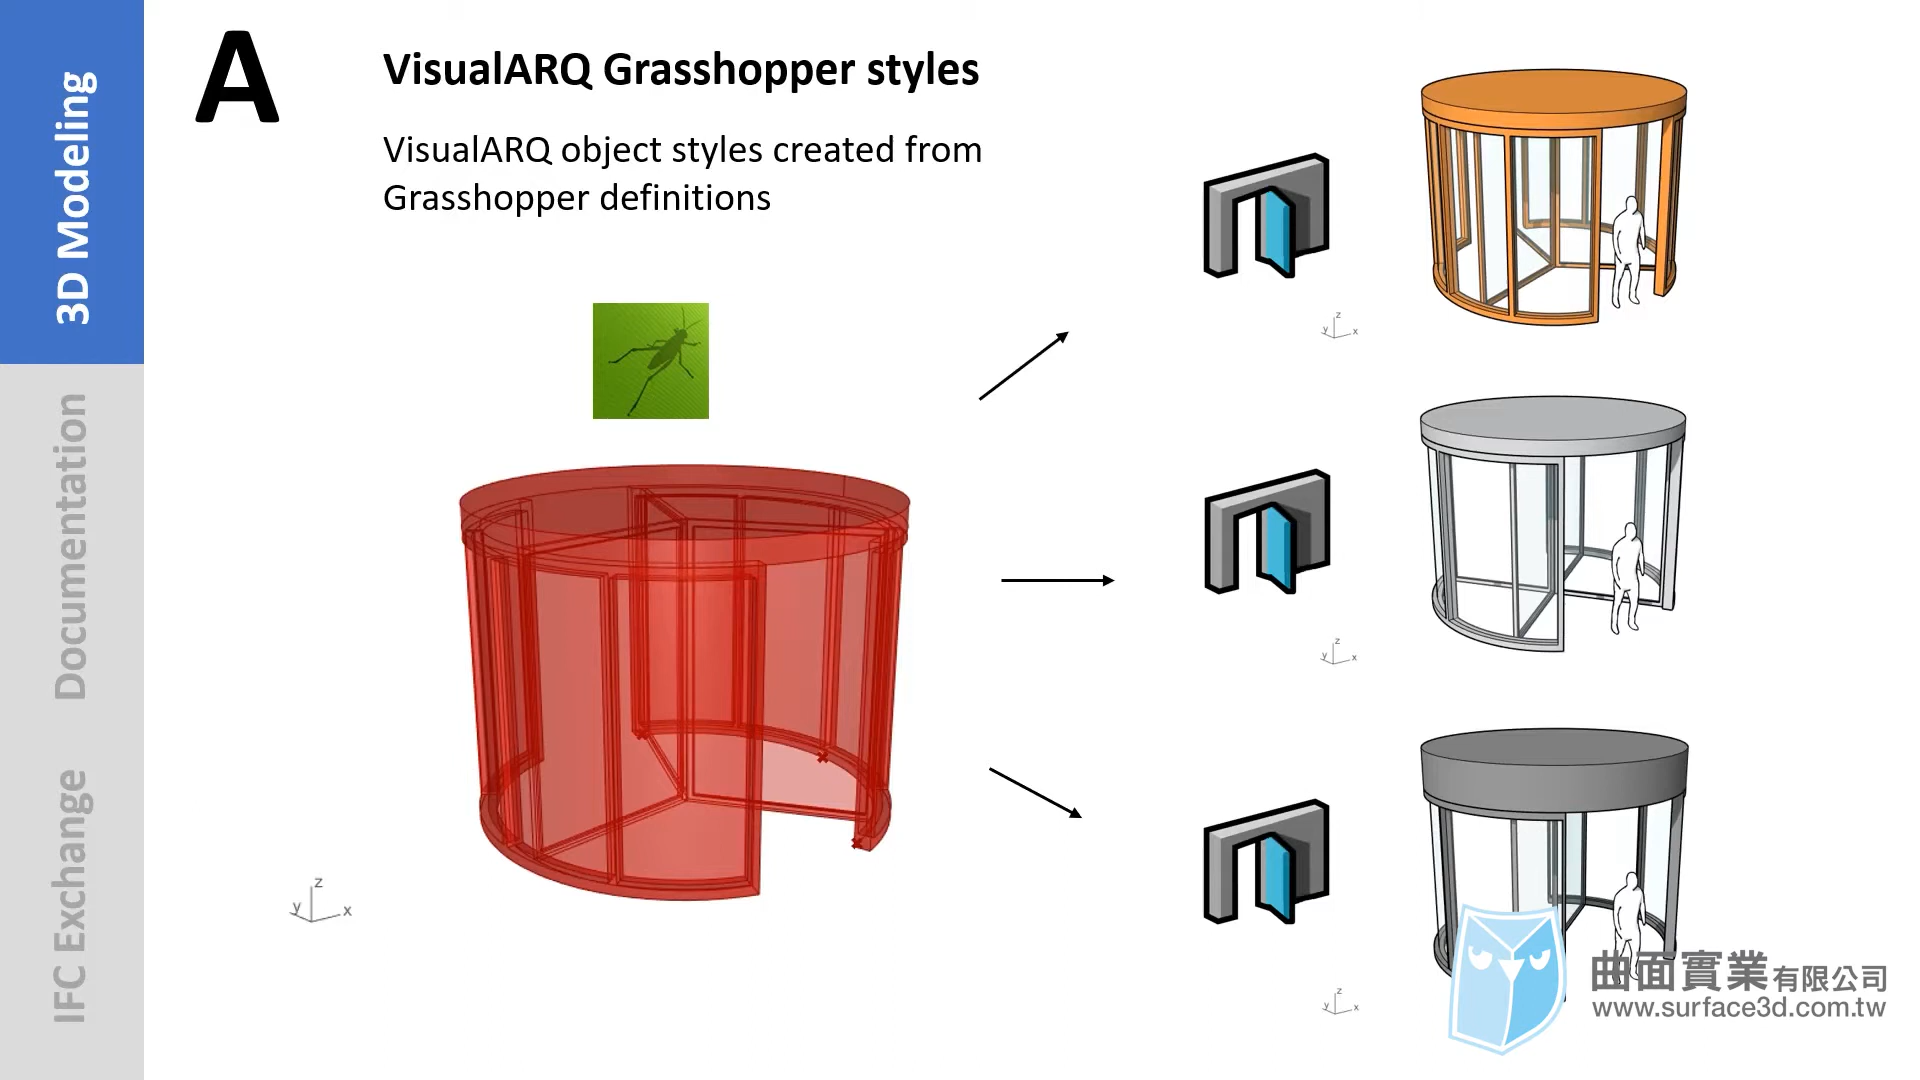 3D Modeling
Documentation
IFC Exchange
A
VisualARQ Grasshopper styles
VisualARQ object styles created from
Grasshopper definitions
z
y x
z
y x
z
y x
z
y x
曲面實業有限公司
www.surface3d.com.tw